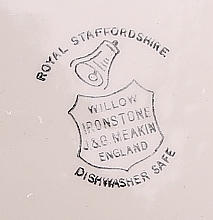 ROYAL STAFFORDSHIRE
WILLOW
IRONSTONE
J & G MEAKIN
ENGLAND
DISHWASHER SAFE